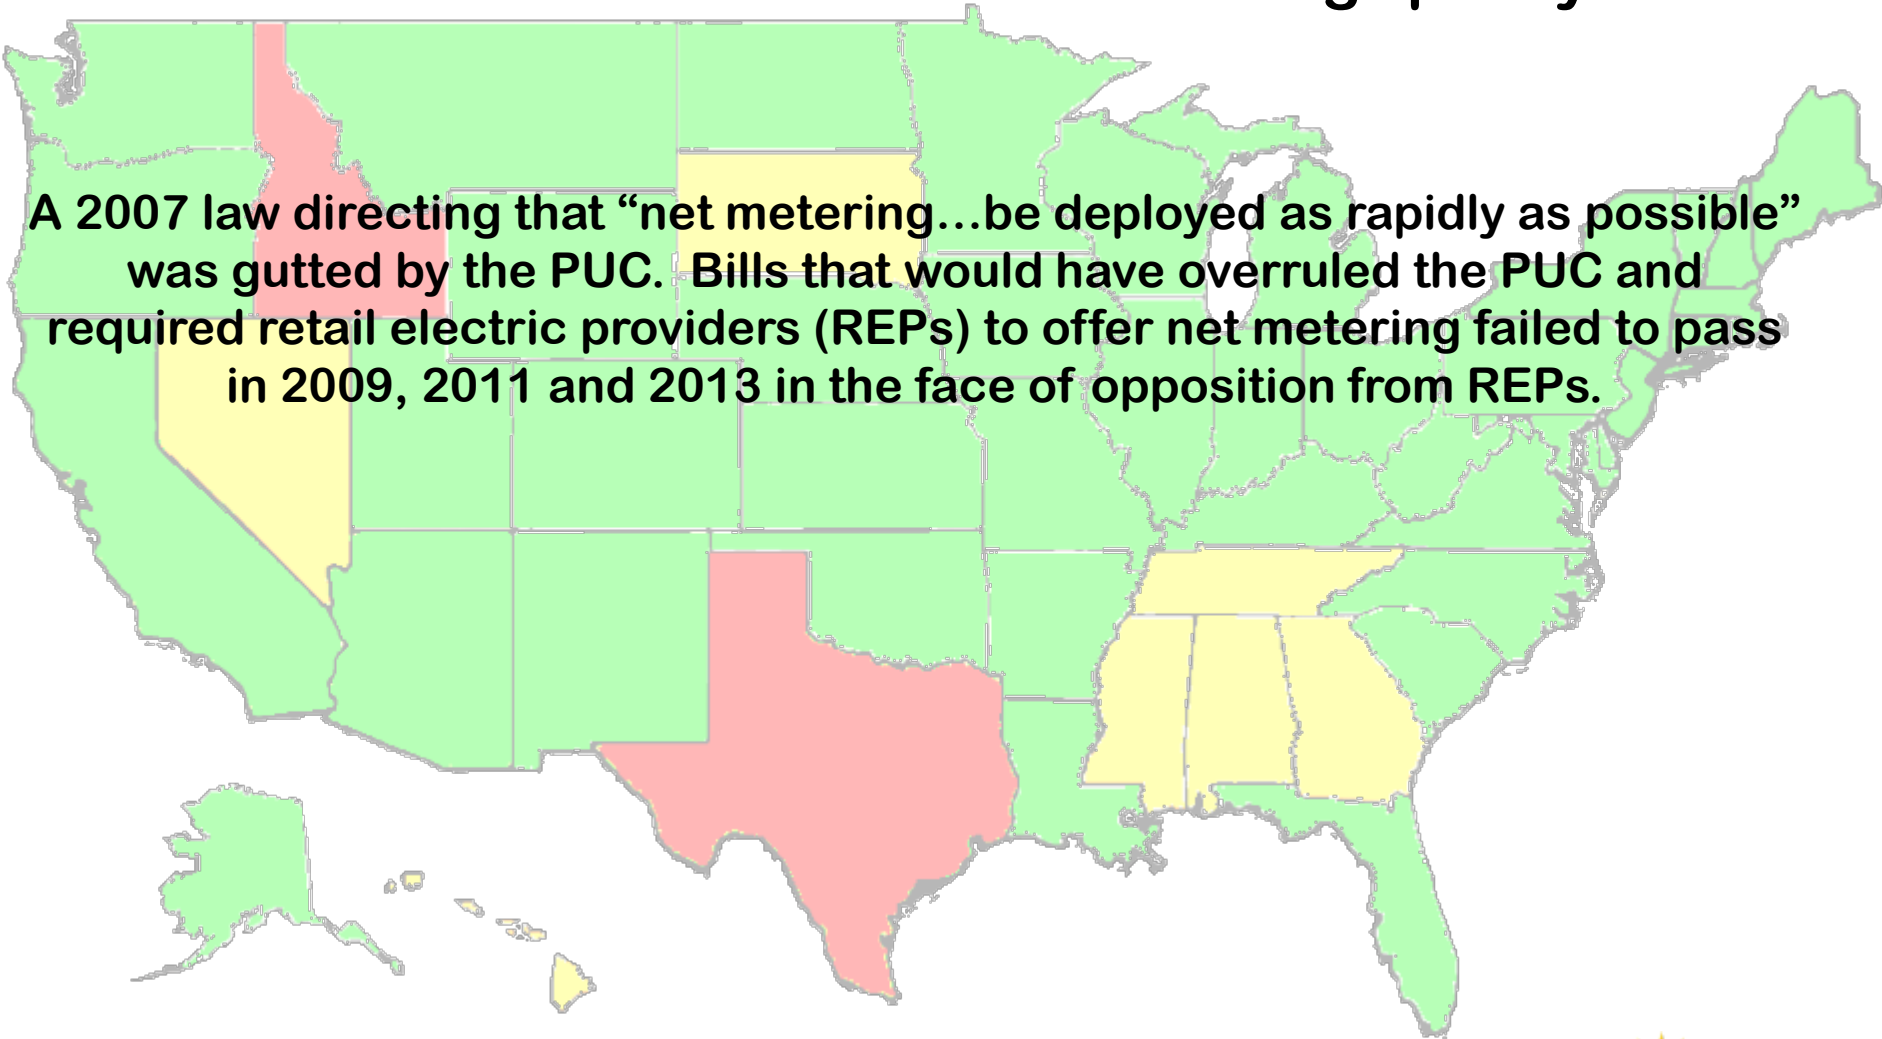 A 2007 law directing that “net metering…be deployed as rapidly as possible”
was gutted by the PUC.  Bills that would have overruled the PUC and
required retail electric providers (REPs) to offer net metering failed to pass
in 2009, 2011 and 2013 in the face of opposition from REPs.